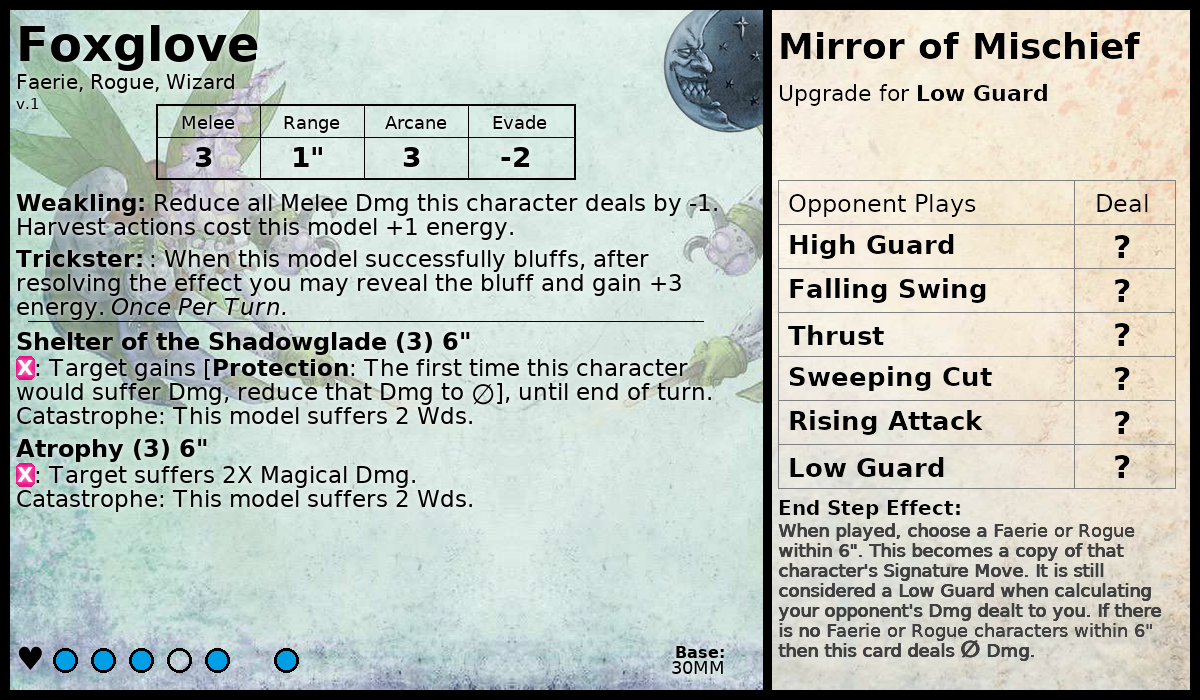 Foxglove
Faerie, Rogue, Wizard
v.1
Melee Range Arcane Evade
3 1" 3 -2
Weakling: Reduce all Melee Dmg this character deals by -1.
Harvest actions cost this model +1 energy.
Trickster: : When this model successfully bluffs, after
resolving the effect you may reveal the bluff and gain +3
energy. Once Per Turn.
Shelter of the Shadowglade (3) 6"
X: Target gains [Protection: The first time this character
would suffer Dmg, reduce that Dmg to ∅], until end of turn.
Catastrophe: This model suffers 2 Wds.
Atrophy (3) 6"
X: Target suffers 2X Magical Dmg.
Catastrophe: This model suffers 2 Wds.
Base:
30MM
Mirror of Mischief
Upgrade for Low Guard
Opponent Plays Deal
High Guard ?
Falling Swing ?
Thrust ?
Sweeping Cut ?
Rising Attack ?
Low Guard ?
End Step Effect:
When played, choose a Faerie or Rogue
within 6". This becomes a copy of that
character's Signature Move. It is still
considered a Low Guard when calculating
your opponent's Dmg dealt to you. If there
is no Faerie or Rogue characters within 6"
then this card deals ∅ Dmg.